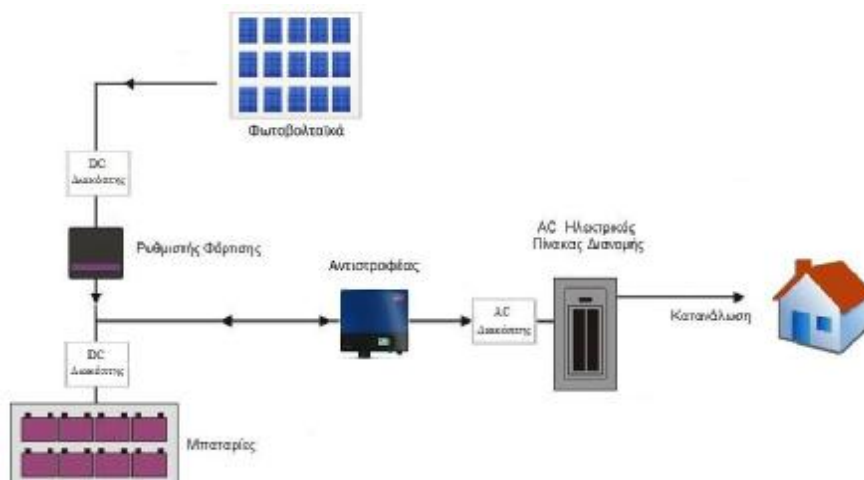 Φωτοβολταϊκά
DC
Διακόπτης
Ρυθμιστής Φόρτισης
Αντιστροφέας
AC Ηλεκτρικός
Πίνακας Διανομής
AC
Διακόπτης
Κατανάλωση
DC
Διακόπτης
Μπαταρίες